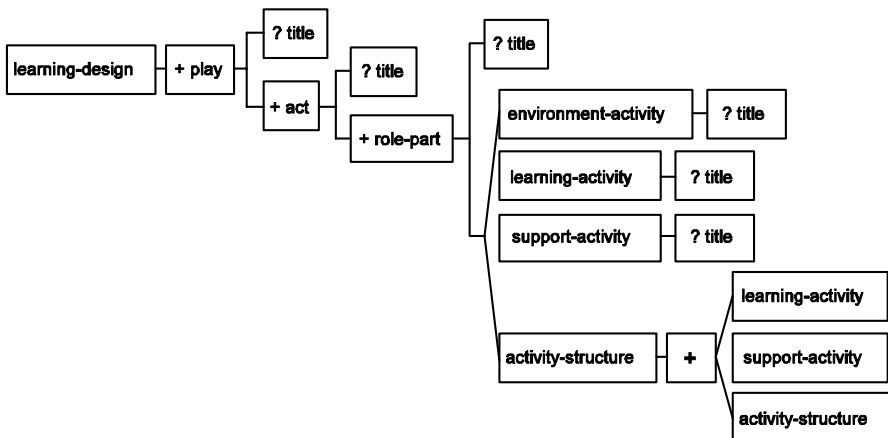 ? title
learning-design
+ play
? title
? title
+ act
+ role-part
environment-activity
? title
learning-activity
? title
support-activity
? title
learning-activity
activity-structure
+
support-activity
activity-structure